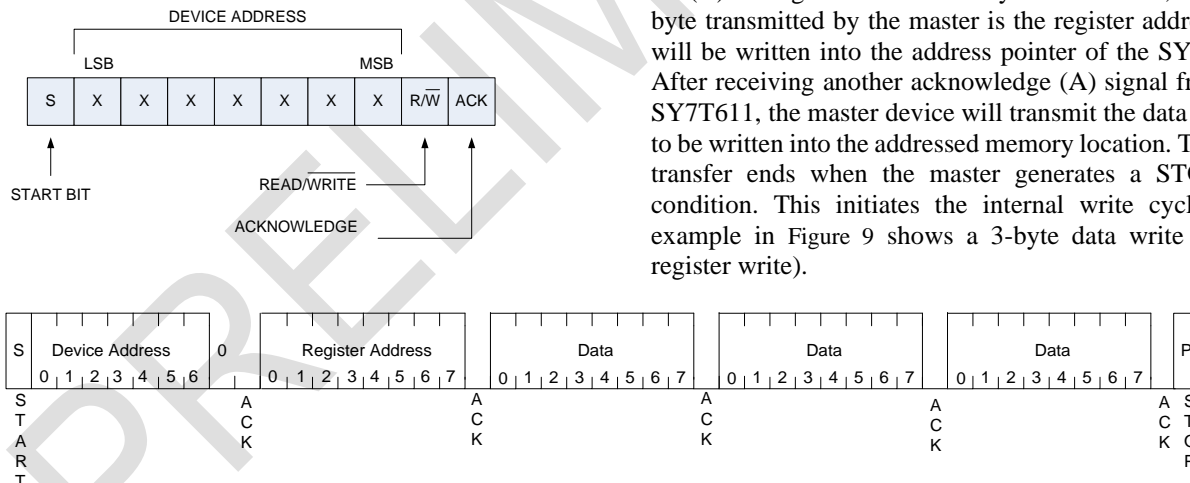 DEVICE ADDRESS
LSB MSB
S X X X X X X X R/W ACK
START BIT
READ/WRITE
ACKNOWLEDGE
byte transmitted by the master is the register
will be written into the address pointer of the
After receiving another acknowledge (A) signal
SY7T611, the master device will transmit the data
to be written into the addressed memory location.
transfer ends when the master generates a
condition. This initiates the internal write
example in Figure 9 shows a 3-byte data write
register write).
S Device Address 0 Register Address Data Data Data P
0 1 2 3 4 5 6 0 1 2 3 4 5 6 7 0 1 2 3 4 5 6 7 0 1 2 3 4 5 6 7 0 1 2 3 4 5 6 7
START ACK ACK ACK ACK ACK